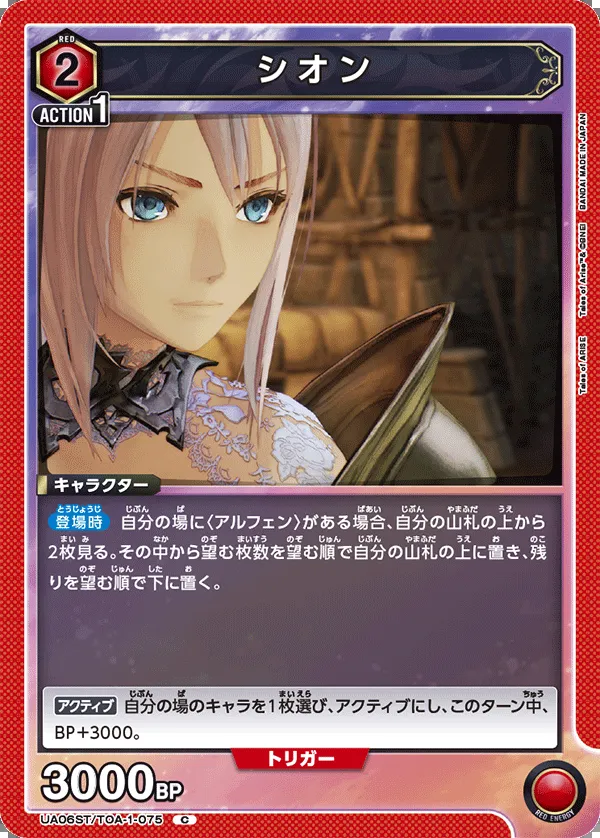 RED
2
シオン
ACTION 1
BANDAI MADE IN JAPAN
Tales of Arise™& ©BNEI
Tales of ARISE
キャラクター
登場時 自分の場に〈アルフェン〉がある場合、自分の山札の上から
2枚見る。その中から望む枚数を望む順で自分の山札の上に置き、残
りを望む順で下に置く。
アクティブ 自分の場のキャラを1枚選び、アクティブにし、このターン中、
BP+3000。
トリガー
3000BP
UA06ST/TOA-1-075 C
RED ENERGY